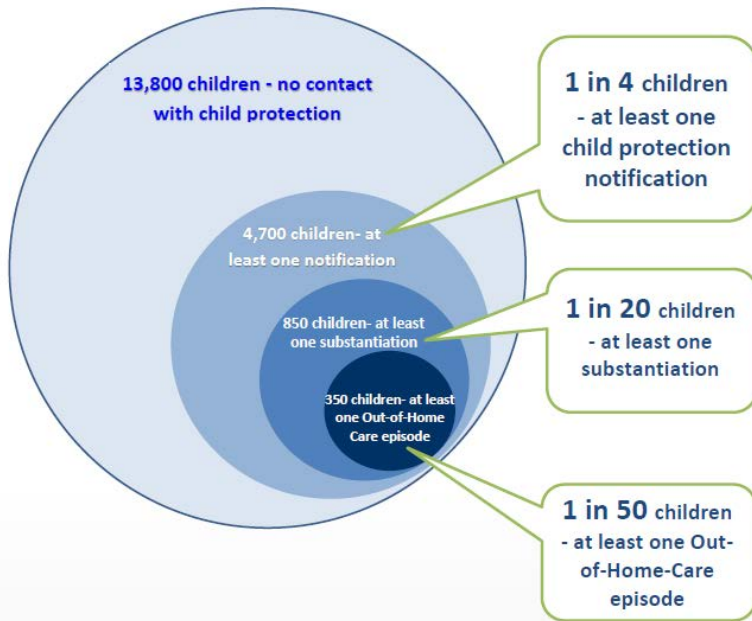 13,800 children - no contact
with child protection
4,700 children- at
least one notification
850 children- at least
one substantiation
350 children- at least
one Out-of-Home
Care episode
1 in 4 children
- at least one
child protection
notification
1 in 20 children
- at least one
substantiation
1 in 50 children
- at least one Out-
of-Home-Care
episode